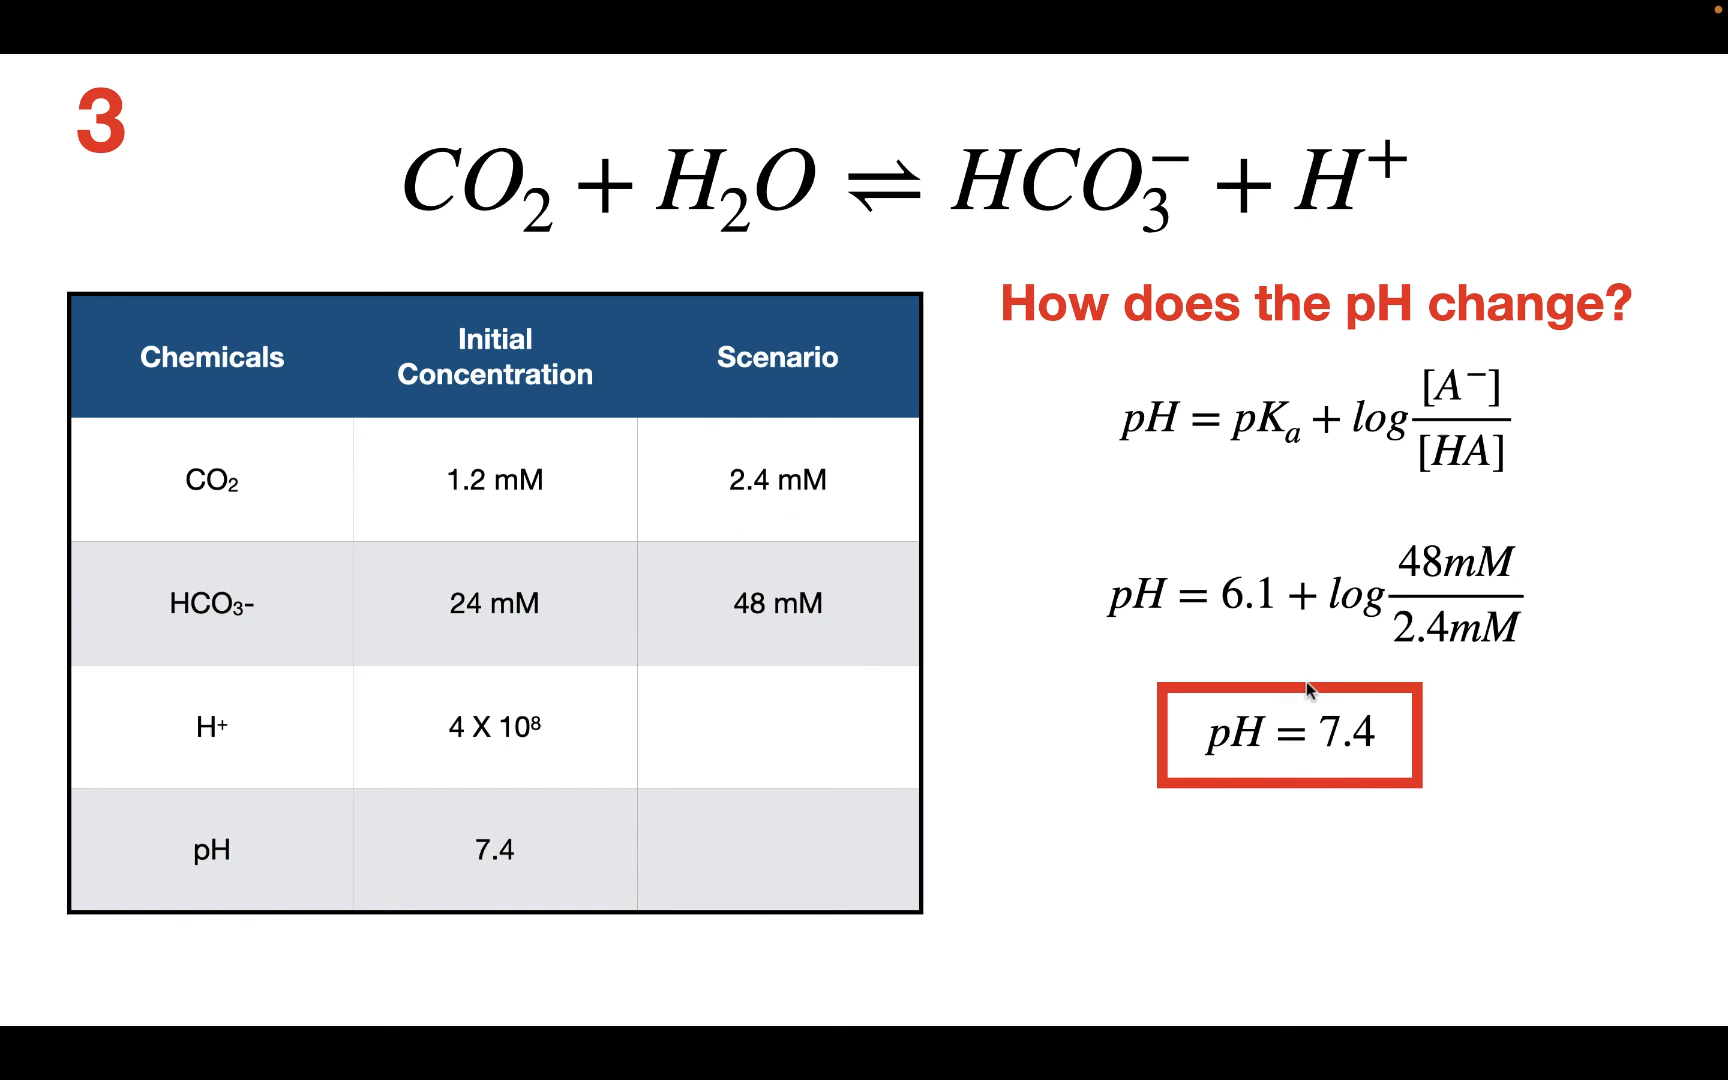 3
CO₂ + H₂O ⇌ HCO₃⁻ + H⁺
How does the pH change?
Chemicals Initial Concentration Scenario
CO₂ 1.2 mM 2.4 mM
HCO₃- 24 mM 48 mM
H⁺ 4 X 10⁸
pH 7.4
pH = pKₐ + log [A⁻] / [HA]
pH = 6.1 + log 48mM / 2.4mM
pH = 7.4